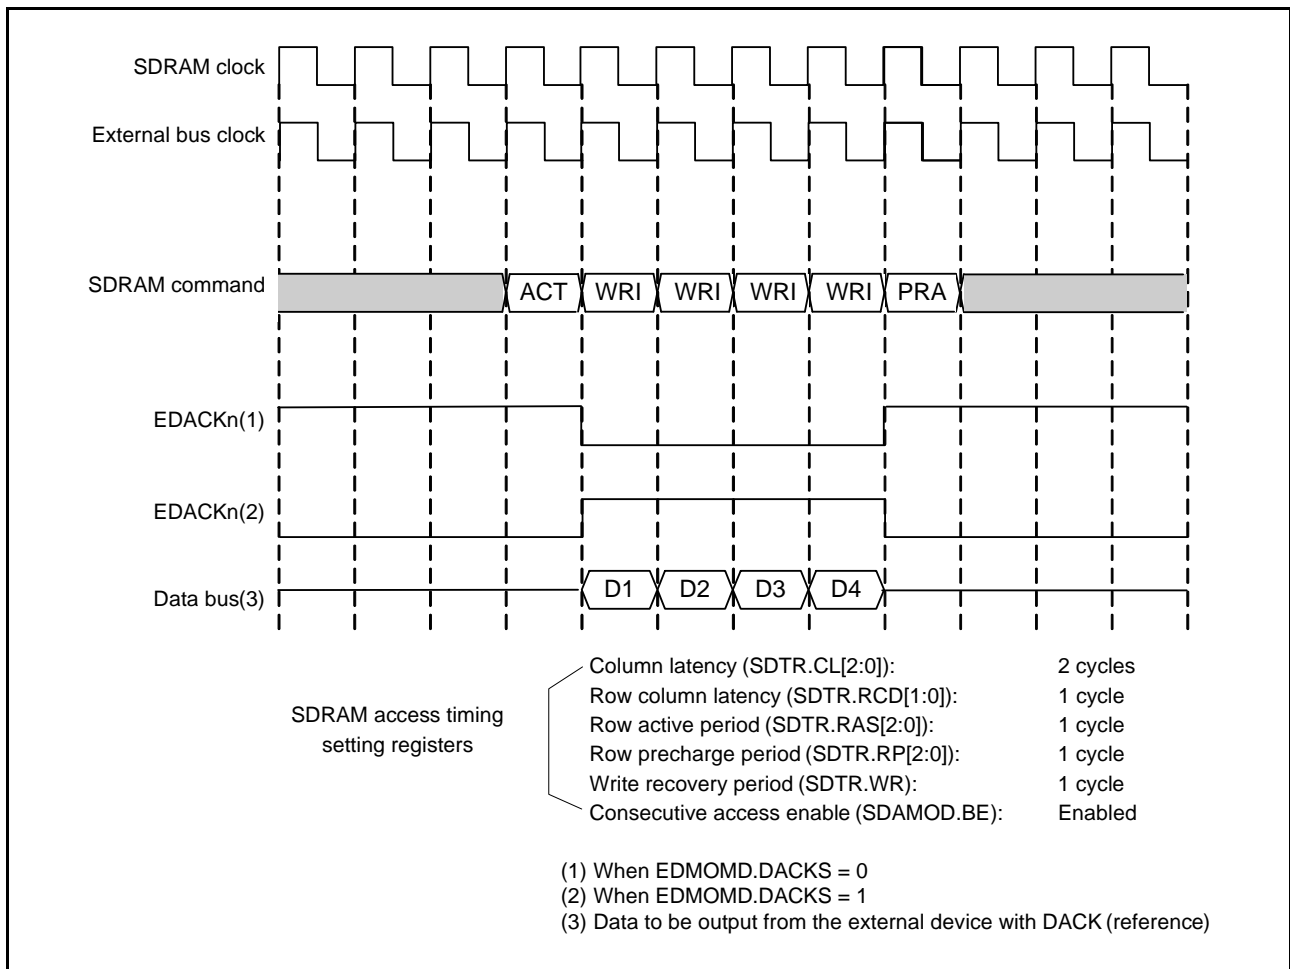 SDRAM clock
External bus clock
SDRAM command
ACT WRI WRI WRI WRI PRA
EDACKn(1)
EDACKn(2)
Data bus(3)
D1 D2 D3 D4
SDRAM access timing
setting registers
Column latency (SDTR.CL[2:0]): 2 cycles
Row column latency (SDTR.RCD[1:0]): 1 cycle
Row active period (SDTR.RAS[2:0]): 1 cycle
Row precharge period (SDTR.RP[2:0]): 1 cycle
Write recovery period (SDTR.WR): 1 cycle
Consecutive access enable (SDAMOD.BE): Enabled
(1) When EDMOMD.DACKS = 0
(2) When EDMOMD.DACKS = 1
(3) Data to be output from the external device with DACK (reference)